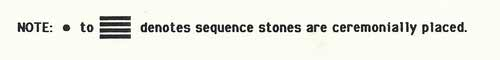 NOTE: • to denotes sequence stones are ceremonially placed.